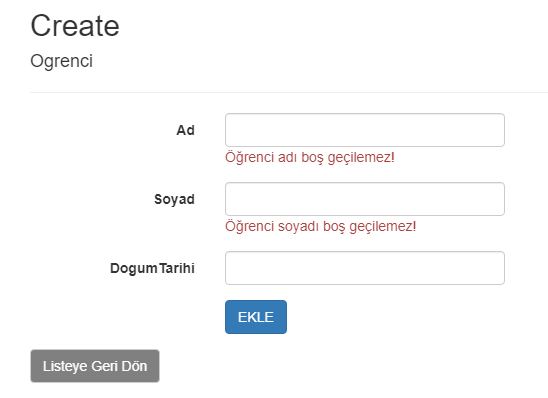 Create
Ogrenci
Ad
Öğrenci adı boş geçilemez!
Soyad
Öğrenci soyadı boş geçilemez!
DogumTarihi
EKLE
Listeye Geri Dön